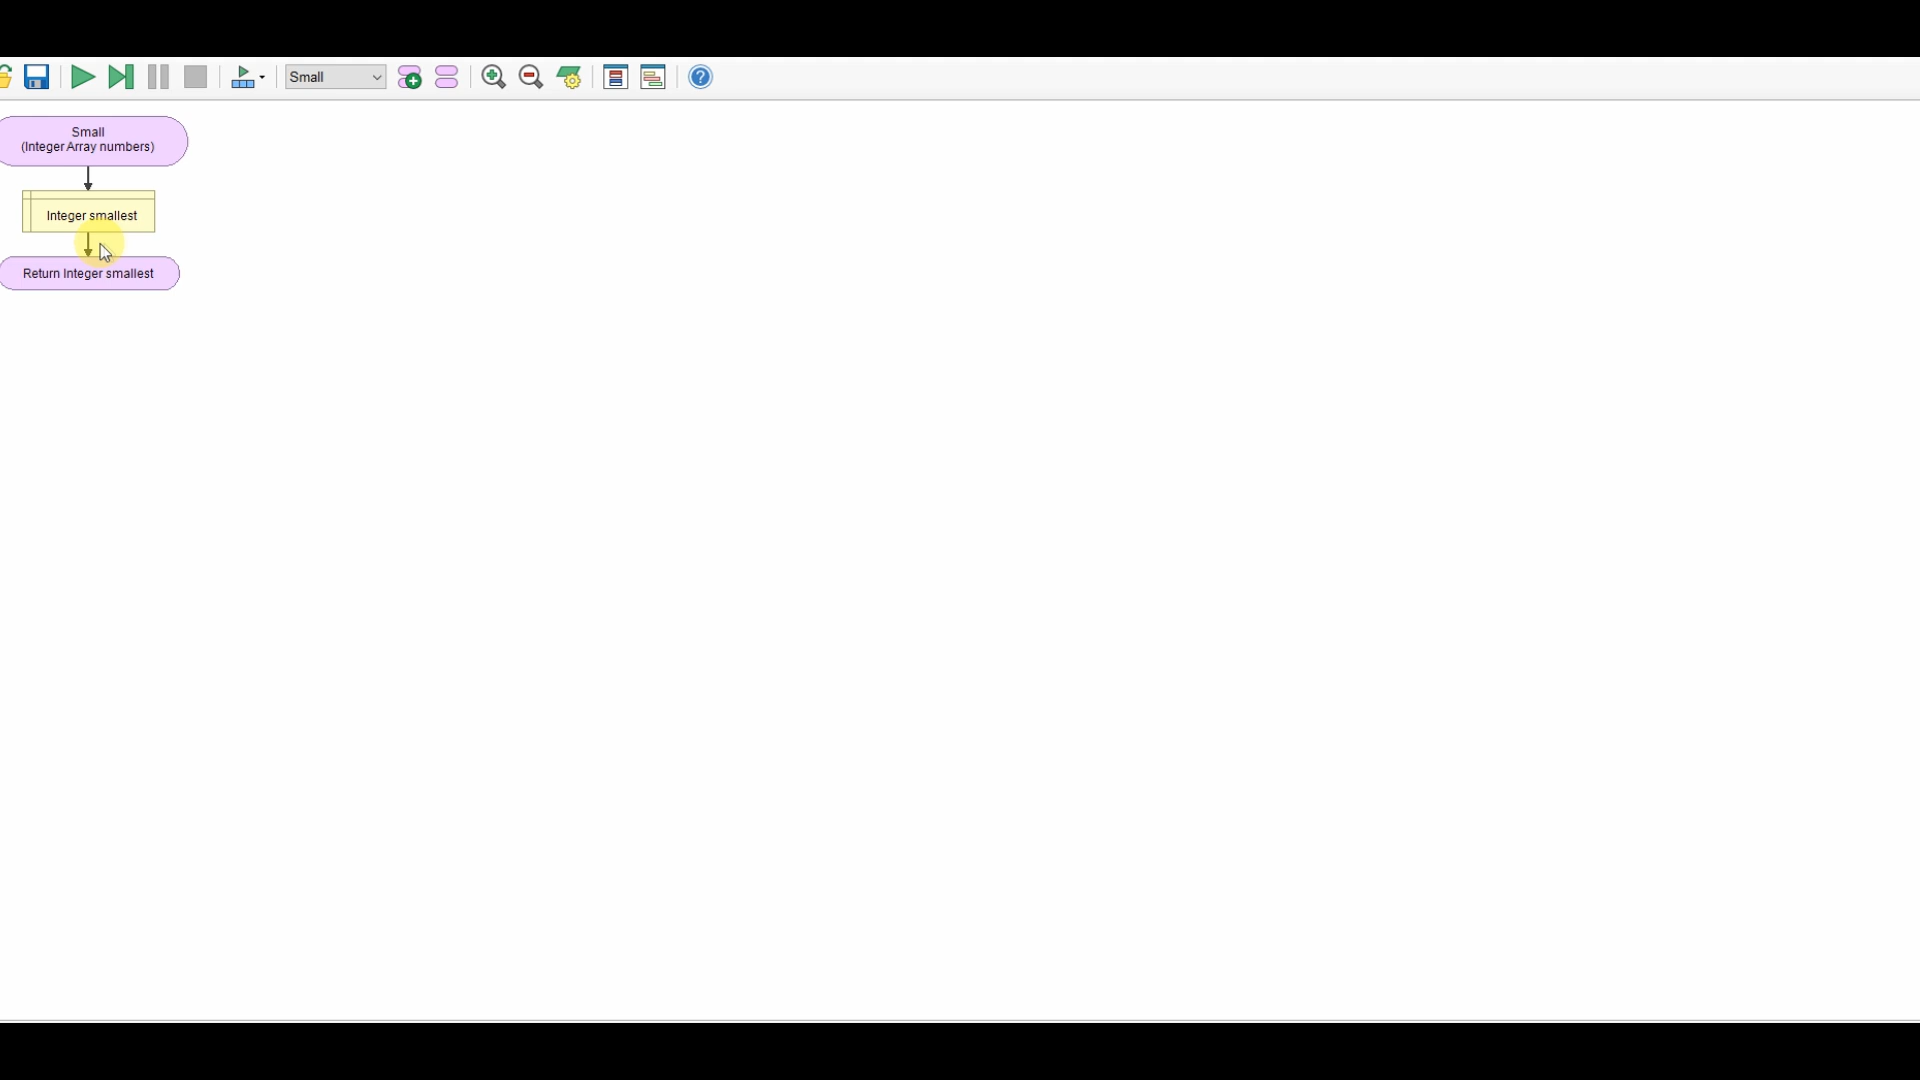 Small
Small
(Integer Array numbers)
Integer smallest
Return Integer smallest